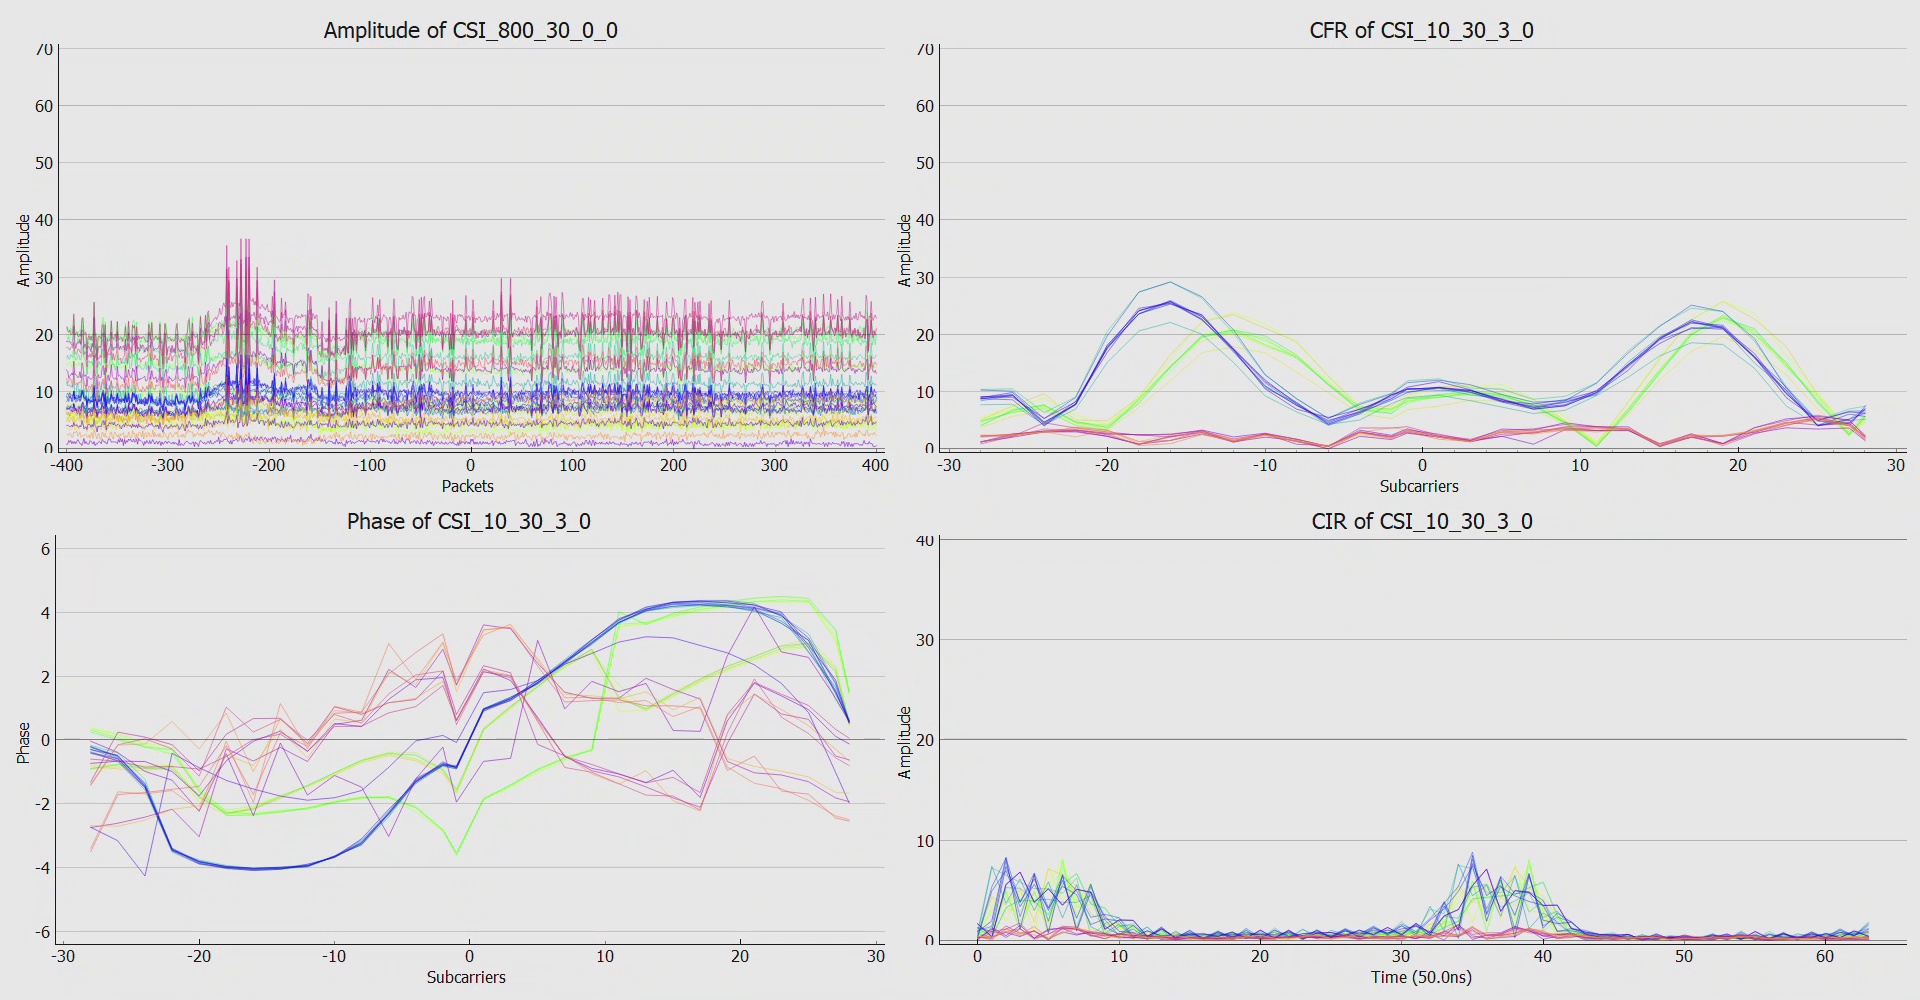 Amplitude of CSI_800_30_0_0
70
60
50
40
30
20
10
0
Amplitude
-400 -300 -200 -100 0 100 200 300 400
Packets
CFR of CSI_10_30_3_0
70
60
50
40
30
20
10
0
Amplitude
-30 -20 -10 0 10 20 30
Subcarriers
Phase of CSI_10_30_3_0
6
4
2
0
-2
-4
-6
Phase
-30 -20 -10 0 10 20 30
Subcarriers
CIR of CSI_10_30_3_0
40
30
20
10
0
Amplitude
0 10 20 30 40 50 60
Time (50.0ns)